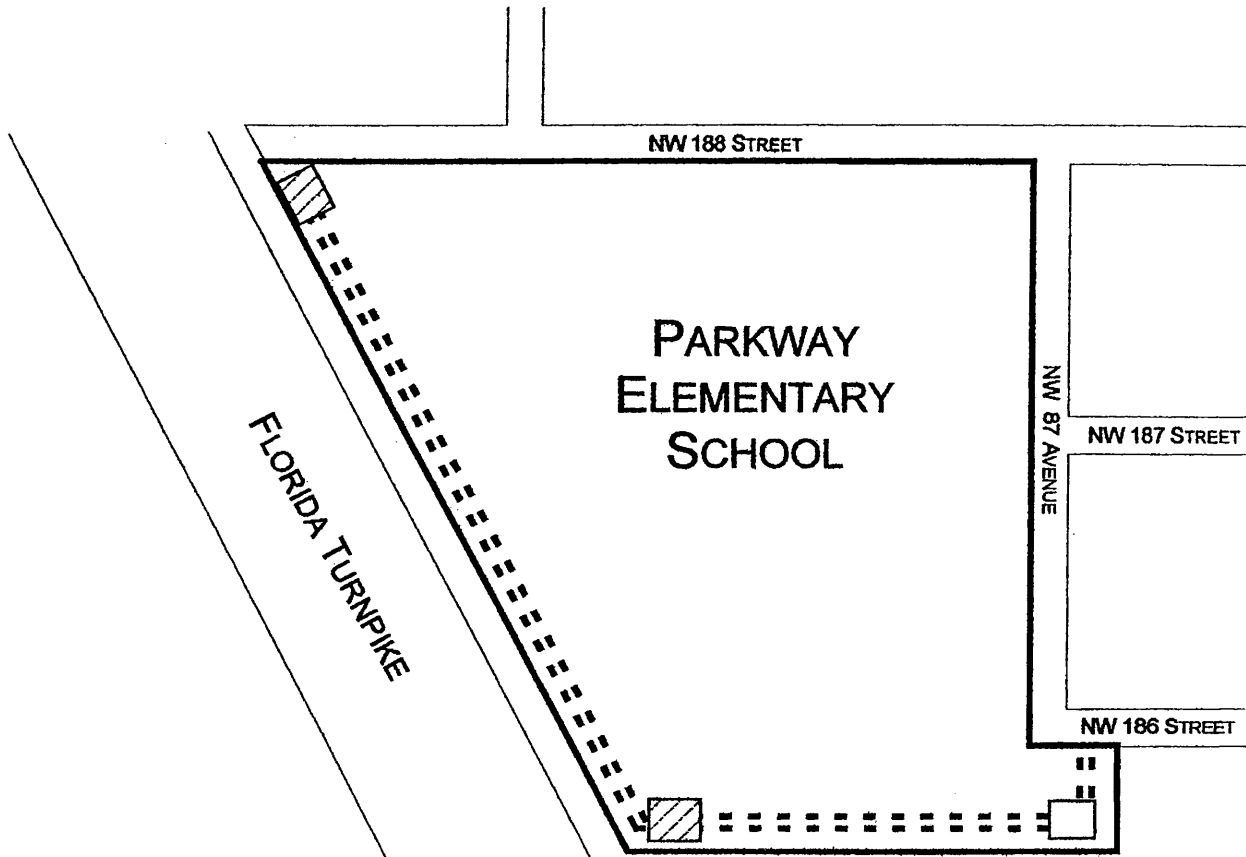 NW 188 STREET
PARKWAY
ELEMENTARY
SCHOOL
NW 87 AVENUE
NW 187 STREET
FLORIDA TURNPIKE
NW 186 STREET